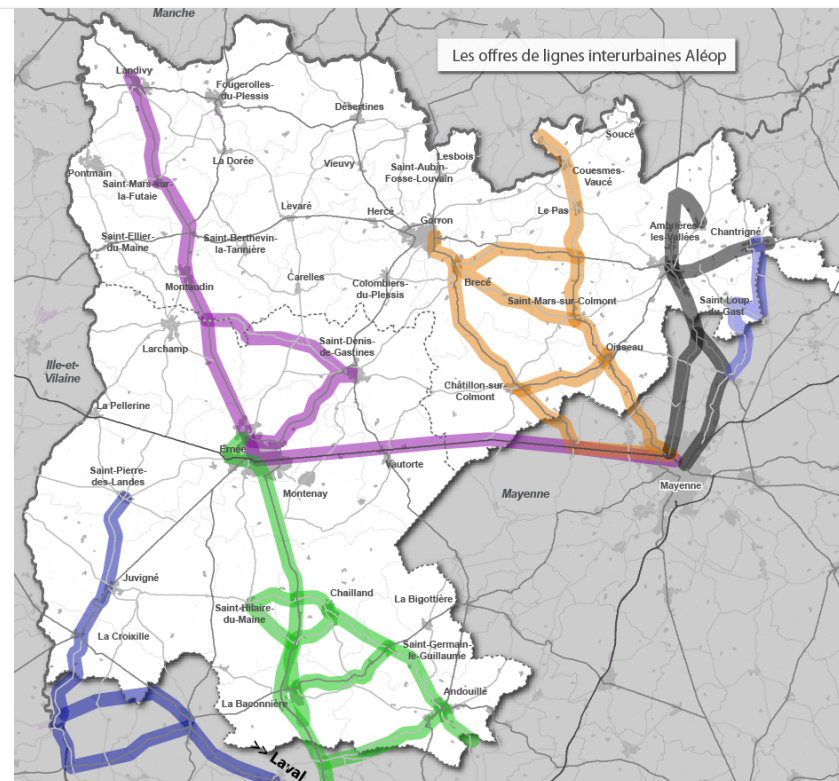 Manche
Les offres de lignes interurbaines Aléop
Landivy
Fougerolles-
du-Plessis
Désertines
Soucé
Lesbois
Couesmes-
Vaucé
Pontmain
La Dorée
Vieuvy
Saint-Aubin-
Fosse-Louvain
Saint-Mars-sur-
la-Futaie
Le Pas
Levaré
Hercé
Gorron
Ambrières-
les-Vallées
Chantrigné
Saint-Ellier-
du-Maine
Saint-Berthevin-
la-Tannière
Montaudin
Carelles
Colombiers-
du-Plessis
Brecé
Saint-Mars-sur-Colmont
Saint-Loup-
du-Gast
Larchamp
Saint-Denis-
de-Gastines
Oisseau
Ille-et-
Vilaine
Châtillon-sur-
Colmont
La Pellerine
Ernée
Vautorte
Saint-Pierre-
des-Landes
Montenay
Mayenne
Mayenne
Juvigné
Chailland
La Bigottière
Saint-Hilaire-
du-Maine
La Croixille
Saint-Germain-
le-Guillaume
Andouillé
La Baconnière
>> Laval